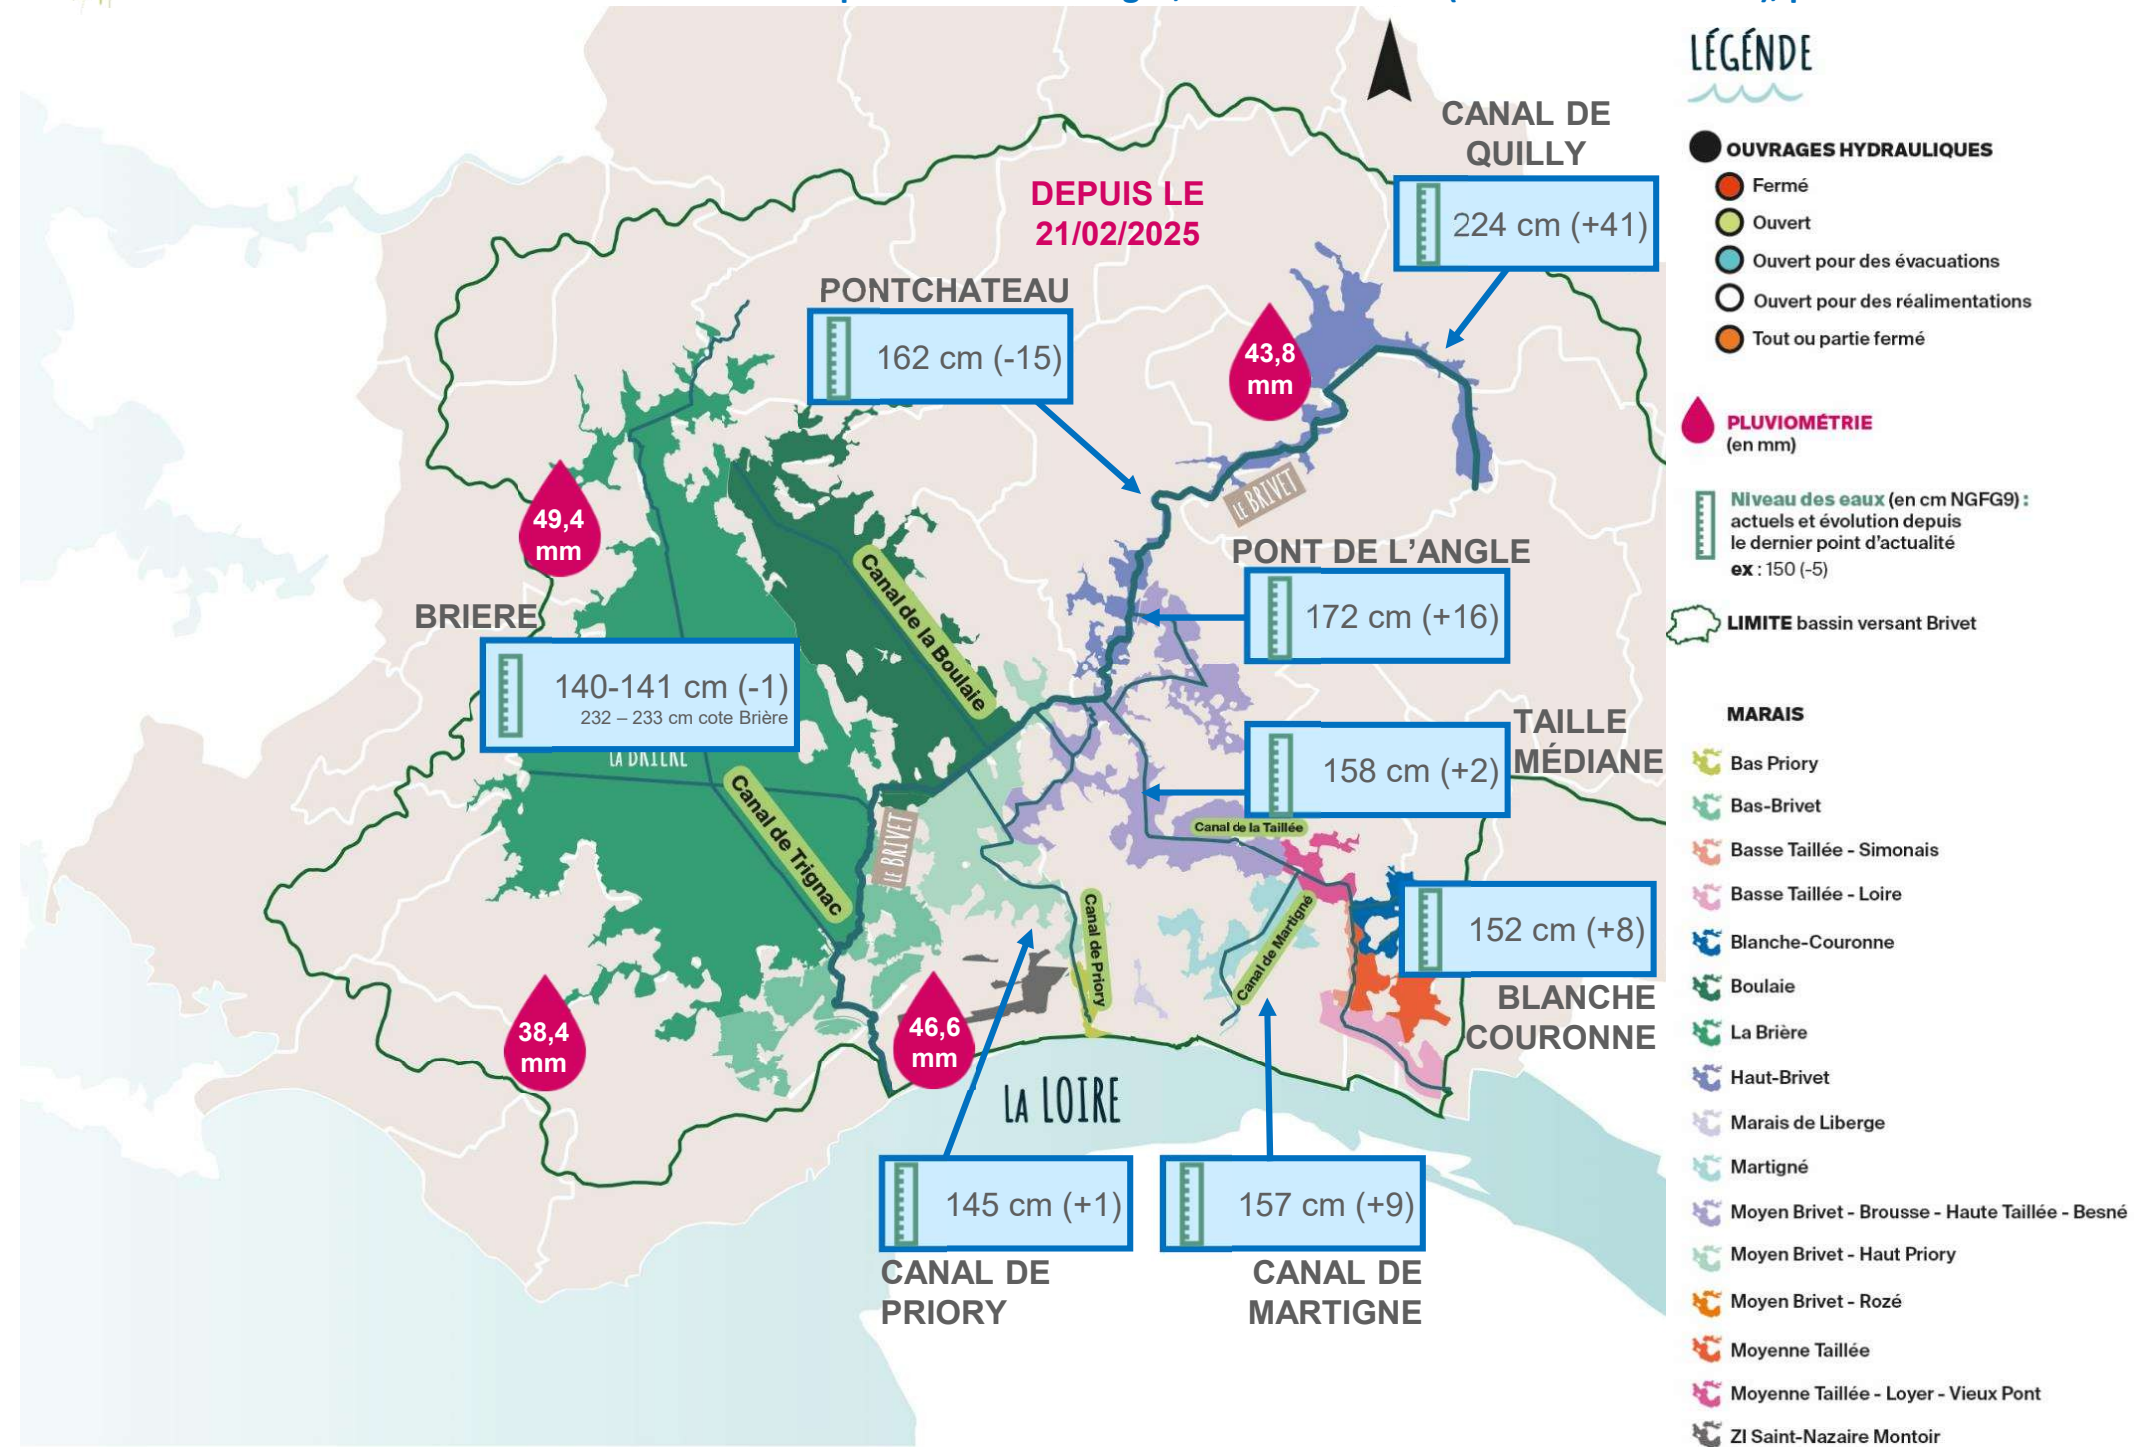 CANAL DE
QUILLY
224 cm (+41)
DEPUIS LE
21/02/2025
PONTCHATEAU
162 cm (-15)
43,8
mm
LE BRIVET
49,4
mm
PONT DE L'ANGLE
172 cm (+16)
BRIERE
140-141 cm (-1)
232 – 233 cm cote Brière
LA BRIÈRE
Canal de la Boulaie
TAILLE
MÉDIANE
158 cm (+2)
Canal de Trignac
LE BRIVET
Canal de la Taillée
Canal de Priory
Canal de Martigné
152 cm (+8)
BLANCHE
COURONNE
38,4
mm
46,6
mm
LA LOIRE
145 cm (+1)
CANAL DE
PRIORY
157 cm (+9)
CANAL DE
MARTIGNE
LÉGÉNDE
OUVRAGES HYDRAULIQUES
Fermé
Ouvert
Ouvert pour des évacuations
Ouvert pour des réalimentations
Tout ou partie fermé
PLUVIOMÉTRIE
(en mm)
Niveau des eaux (en cm NGFG9) :
actuels et évolution depuis
le dernier point d'actualité
ex : 150 (-5)
LIMITE bassin versant Brivet
MARAIS
Bas Priory
Bas-Brivet
Basse Taillée - Simonais
Basse Taillée - Loire
Blanche-Couronne
Boulaie
La Brière
Haut-Brivet
Marais de Liberge
Martigné
Moyen Brivet - Brousse - Haute Taillée - Besné
Moyen Brivet - Haut Priory
Moyen Brivet - Rozé
Moyenne Taillée
Moyenne Taillée - Loyer - Vieux Pont
ZI Saint-Nazaire Montoir